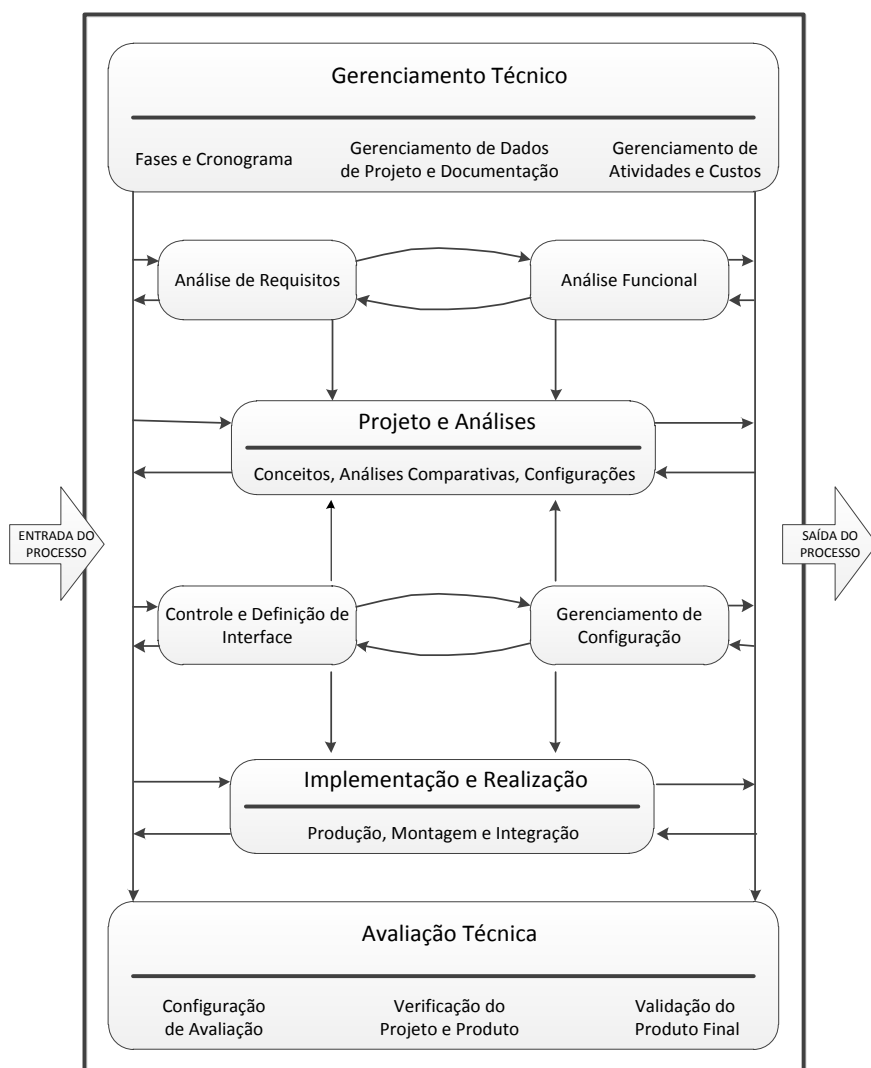 Gerenciamento Técnico
Fases e Cronograma
Gerenciamento de Dados
de Projeto e Documentação
Gerenciamento de
Atividades e Custos
Análise de Requisitos
Análise Funcional
Projeto e Análises
Conceitos, Análises Comparativas, Configurações
ENTRADA DO
PROCESSO
SAÍDA DO
PROCESSO
Controle e Definição de
Interface
Gerenciamento de
Configuração
Implementação e Realização
Produção, Montagem e Integração
Avaliação Técnica
Configuração
de Avaliação
Verificação do
Projeto e Produto
Validação do
Produto Final